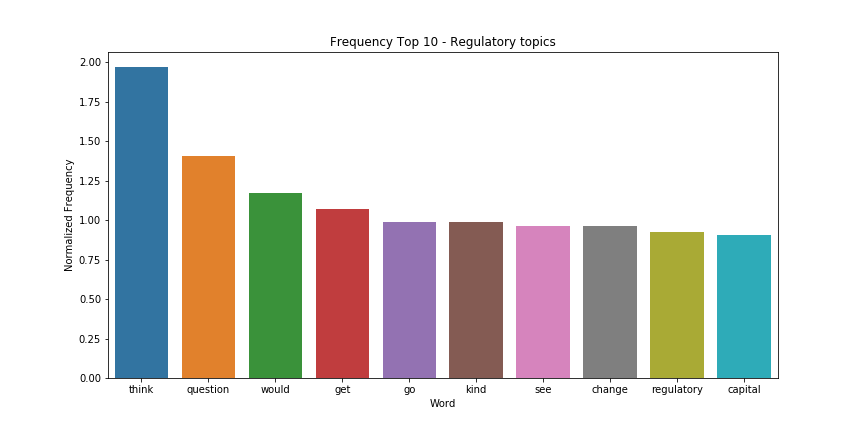 Frequency Top 10 - Regulatory topics
2.00
1.75
1.50
1.25
1.00
0.75
0.50
0.25
0.00
Normalized Frequency
think question would get go kind see change regulatory capital
Word